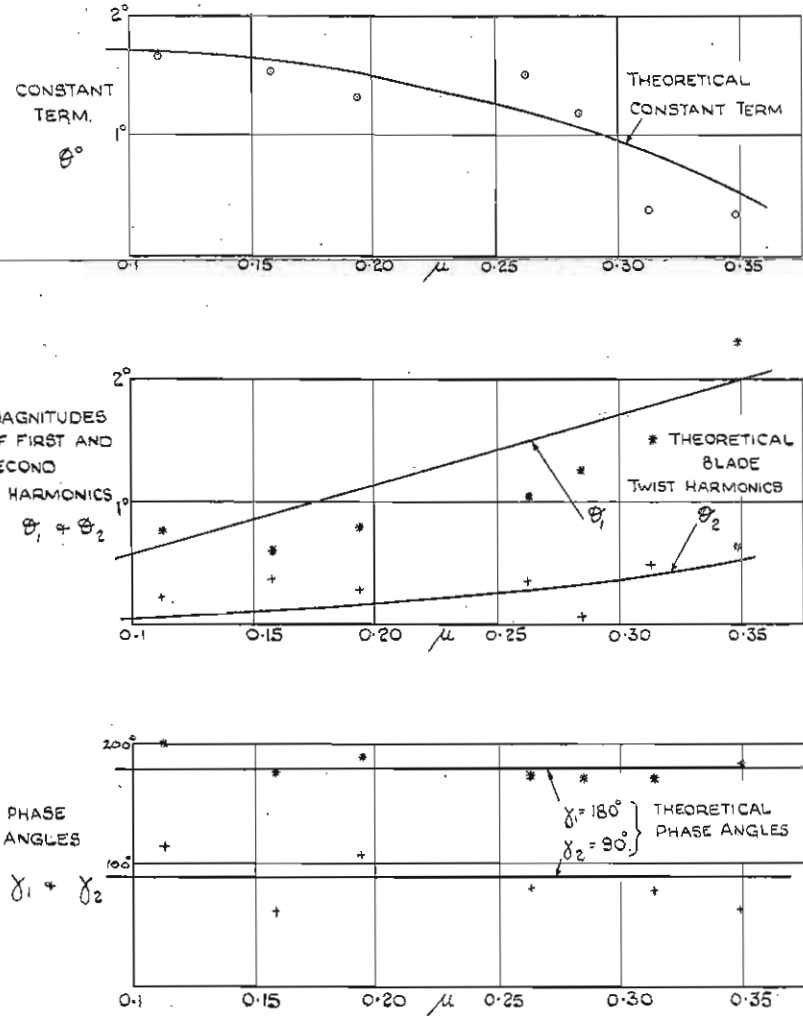 2°
CONSTANT
TERM.
1°
θ°
THEORETICAL
CONSTANT TERM
0.1 0.15 0.20 μ 0.25 0.30 0.35
2°
MAGNITUDES
OF FIRST AND
SECOND
HARMONICS
1°
θ₁ & θ₂
* THEORETICAL
BLADE
TWIST HARMONICS
θ₁
θ₂
0.1 0.15 0.20 μ 0.25 0.30 0.35
200°
PHASE
ANGLES
100°
γ₁ & γ₂
γ₁ = 180°
γ₂ = 90°
THEORETICAL
PHASE ANGLES
0.1 0.15 0.20 μ 0.25 0.30 0.35